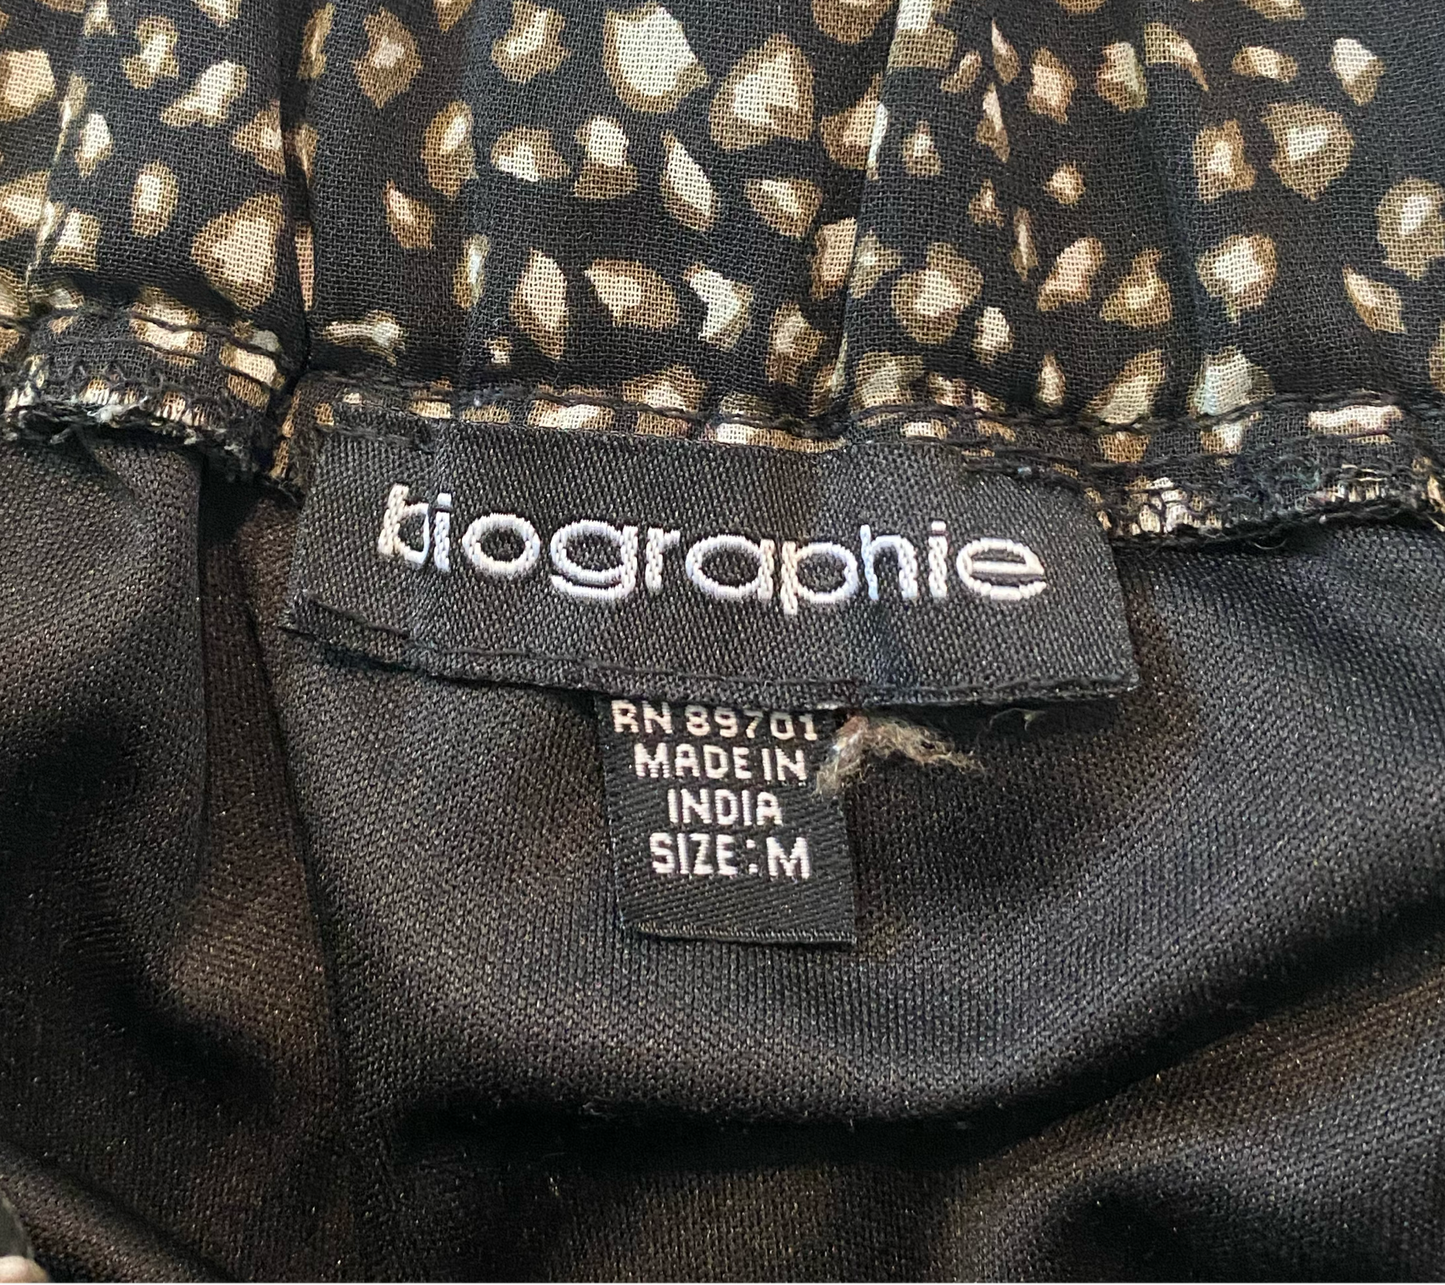 biographie
RN 89701
MADE IN
INDIA
SIZE: M